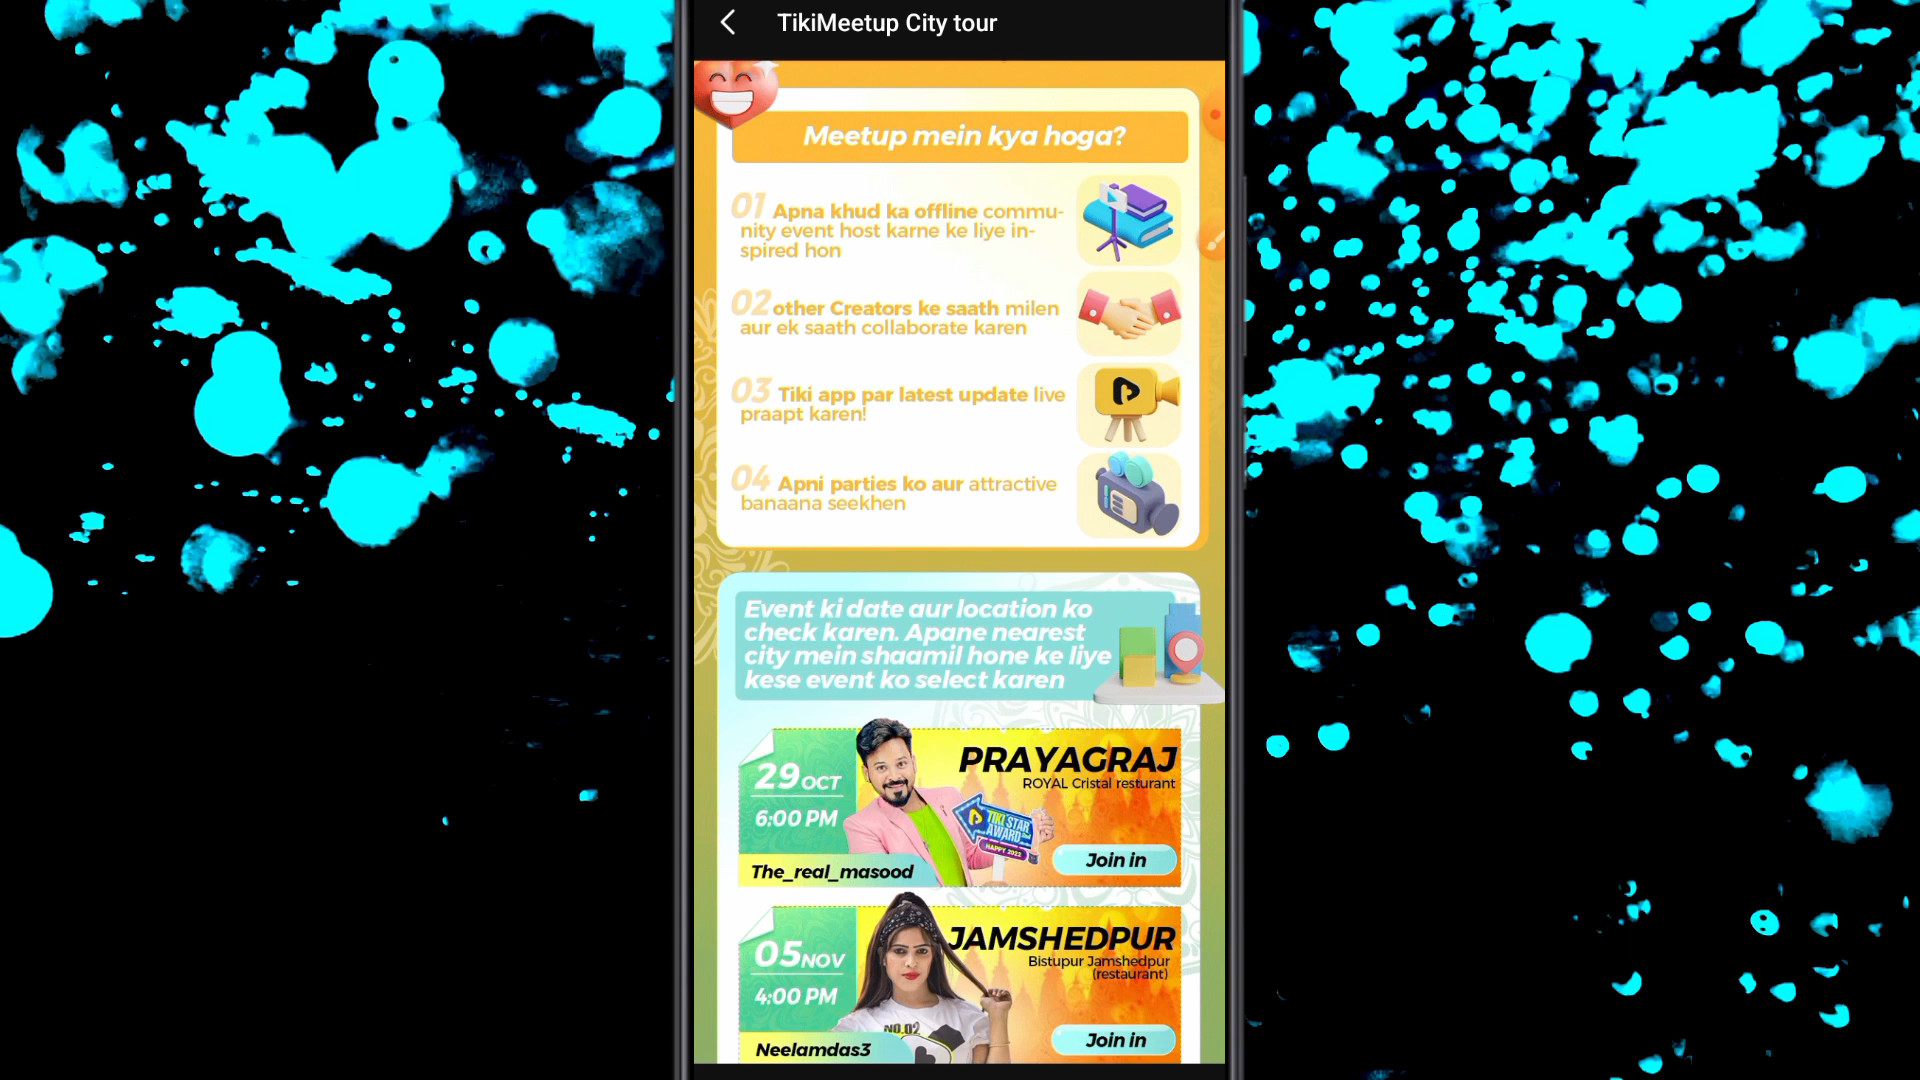 TikiMeetup City tour
Meetup mein kya hoga?
01 Apna khud ka offline commu-
nity event host karne ke liye in-
spired hon
02 other Creators ke saath milen
aur ek saath collaborate karen
03 Tiki app par latest update live
praapt karen!
04 Apni parties ko aur attractive
banaana seekhen
Event ki date aur location ko
check karen. Apane nearest
city mein shaamil hone ke liye
kese event ko select karen
29 OCT
6:00 PM
PRAYAGRAJ
ROYAL Cristal resturant
TIKI STAR
AWARD
HAPPY 2022
Join in
The_real_masood
05 NOV
4:00 PM
JAMSHEDPUR
Bistupur Jamshedpur
(restaurant)
NO.02
Join in
Neelamdas3